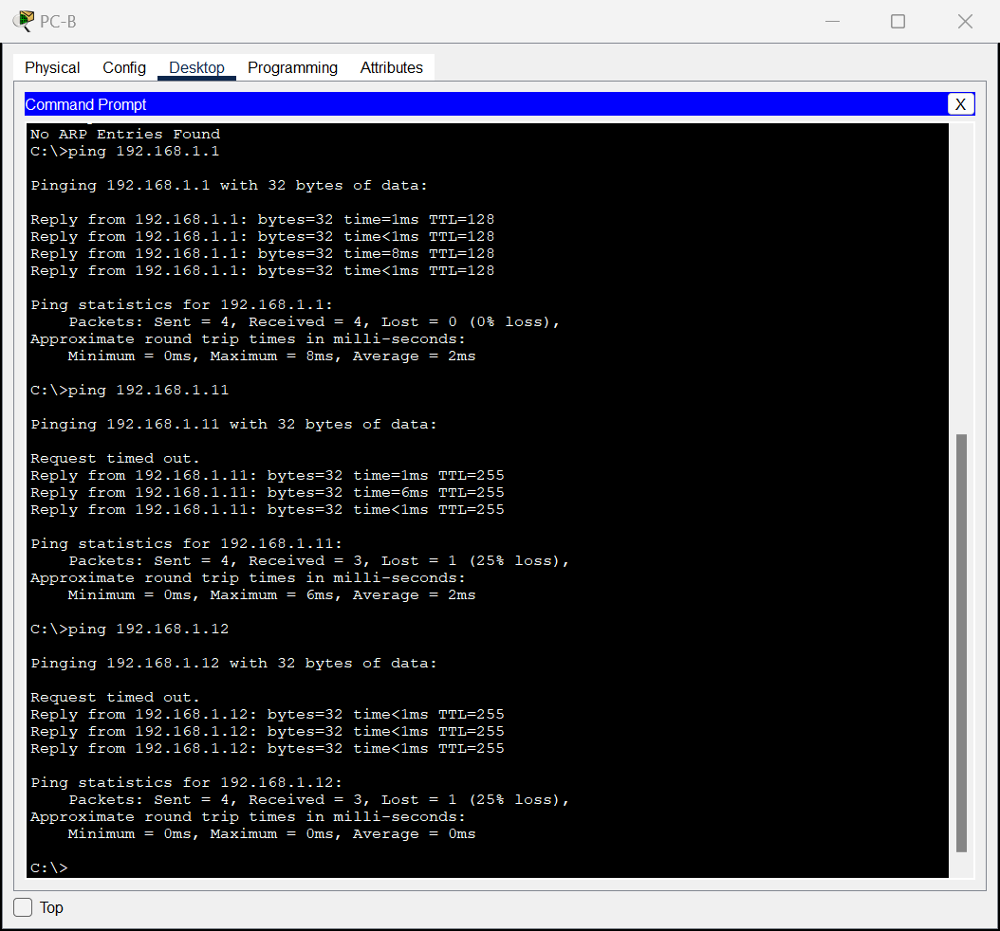 PC-B
Physical Config Desktop Programming Attributes
Command Prompt X
No ARP Entries Found
C:\>ping 192.168.1.1
Pinging 192.168.1.1 with 32 bytes of data:
Reply from 192.168.1.1: bytes=32 time=1ms TTL=128
Reply from 192.168.1.1: bytes=32 time<1ms TTL=128
Reply from 192.168.1.1: bytes=32 time=8ms TTL=128
Reply from 192.168.1.1: bytes=32 time<1ms TTL=128
Ping statistics for 192.168.1.1:
    Packets: Sent = 4, Received = 4, Lost = 0 (0% loss),
Approximate round trip times in milli-seconds:
    Minimum = 0ms, Maximum = 8ms, Average = 2ms
C:\>ping 192.168.1.11
Pinging 192.168.1.11 with 32 bytes of data:
Request timed out.
Reply from 192.168.1.11: bytes=32 time=1ms TTL=255
Reply from 192.168.1.11: bytes=32 time=6ms TTL=255
Reply from 192.168.1.11: bytes=32 time<1ms TTL=255
Ping statistics for 192.168.1.11:
    Packets: Sent = 4, Received = 3, Lost = 1 (25% loss),
Approximate round trip times in milli-seconds:
    Minimum = 0ms, Maximum = 6ms, Average = 2ms
C:\>ping 192.168.1.12
Pinging 192.168.1.12 with 32 bytes of data:
Request timed out.
Reply from 192.168.1.12: bytes=32 time<1ms TTL=255
Reply from 192.168.1.12: bytes=32 time<1ms TTL=255
Reply from 192.168.1.12: bytes=32 time<1ms TTL=255
Ping statistics for 192.168.1.12:
    Packets: Sent = 4, Received = 3, Lost = 1 (25% loss),
Approximate round trip times in milli-seconds:
    Minimum = 0ms, Maximum = 0ms, Average = 0ms
C:\>
Top